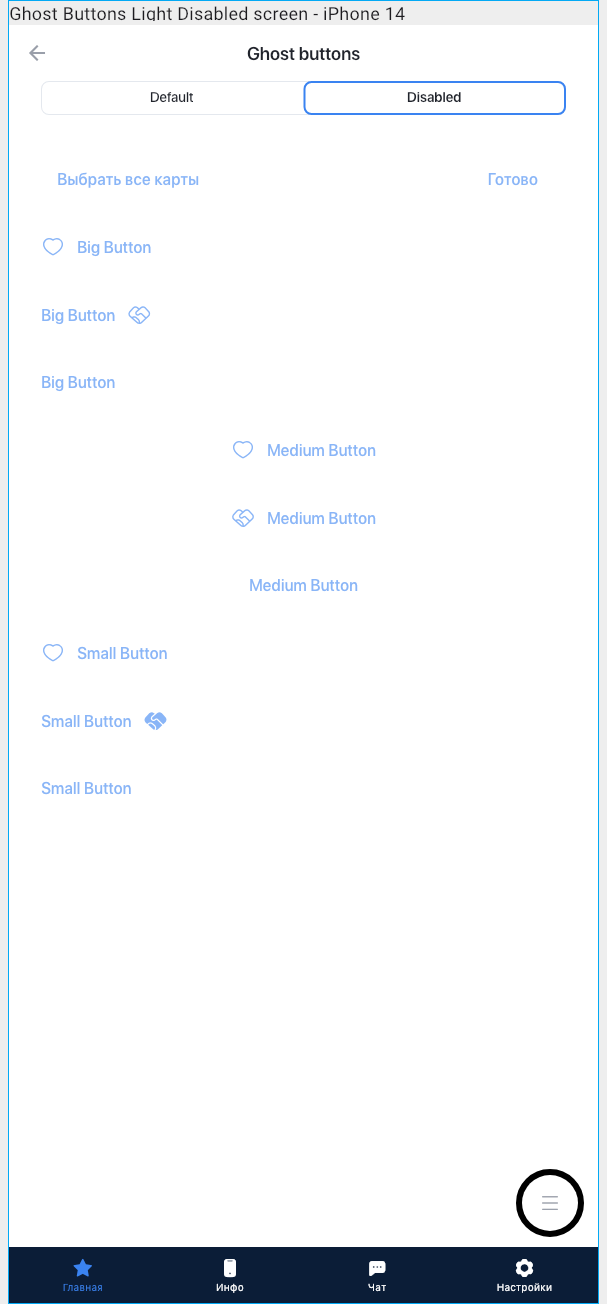 Ghost Buttons Light Disabled screen - iPhone 14
Ghost buttons
Default Disabled
Выбрать все карты Готово
Big Button
Big Button
Big Button
Medium Button
Medium Button
Medium Button
Small Button
Small Button
Small Button
Главная Инфо Чат Настройки